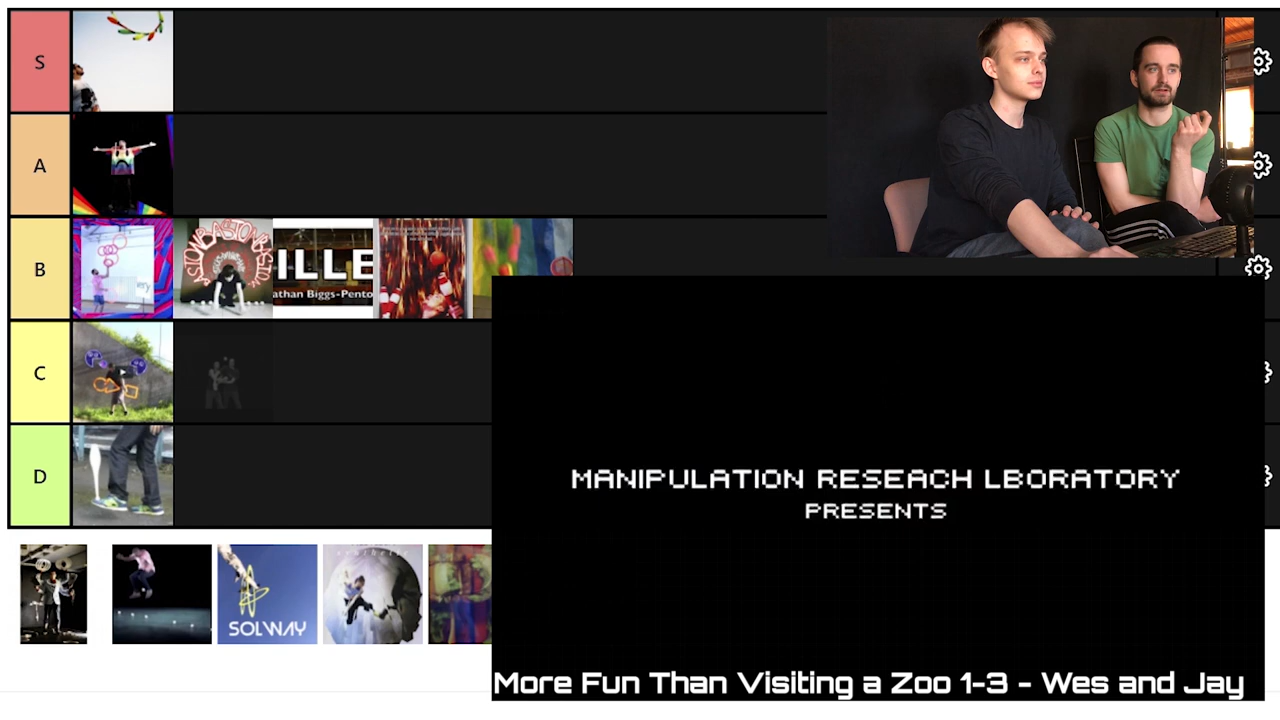 S
A
B
ASTONBASTONBASTON
ILLE
athan Biggs-Pento
C
D
MANIPULATION RESEACH LBORATORY
PRESENTS
SOLWAY
More Fun Than Visiting a Zoo 1-3 - Wes and Jay